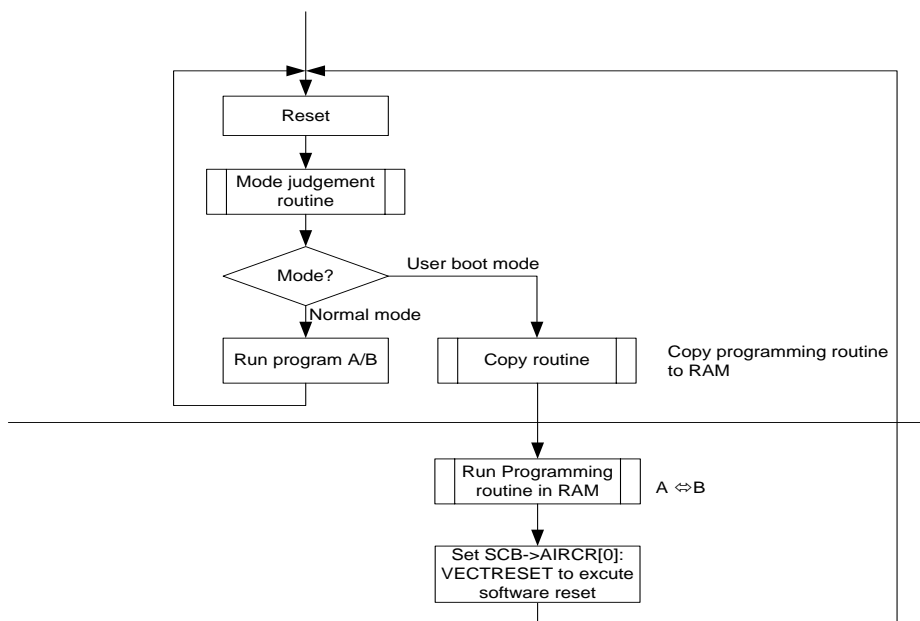 Reset
Mode judgement
routine
Mode?
User boot mode
Normal mode
Run program A/B
Copy routine
Copy programming routine
to RAM
Run Programming
routine in RAM
A ⇔B
Set SCB->AIRCR[0]:
VECTRESET to excute
software reset